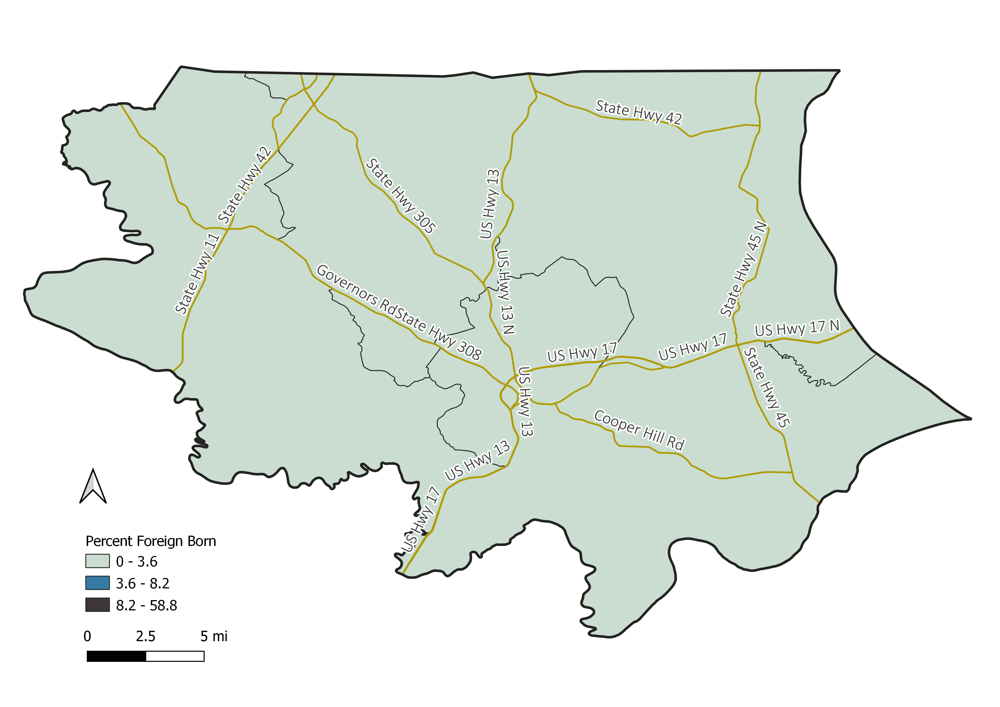 State Hwy 42
State Hwy 42
State Hwy 305
US Hwy 13
State Hwy 45 N
State Hwy 11
US Hwy 13 N
Governors Rd
State Hwy 308
US Hwy 17 N
US Hwy 17
US Hwy 17
State Hwy 45
US Hwy 13
Cooper Hill Rd
US Hwy 13
US Hwy 17
Percent Foreign Born
0 - 3.6
3.6 - 8.2
8.2 - 58.8
0 2.5 5 mi